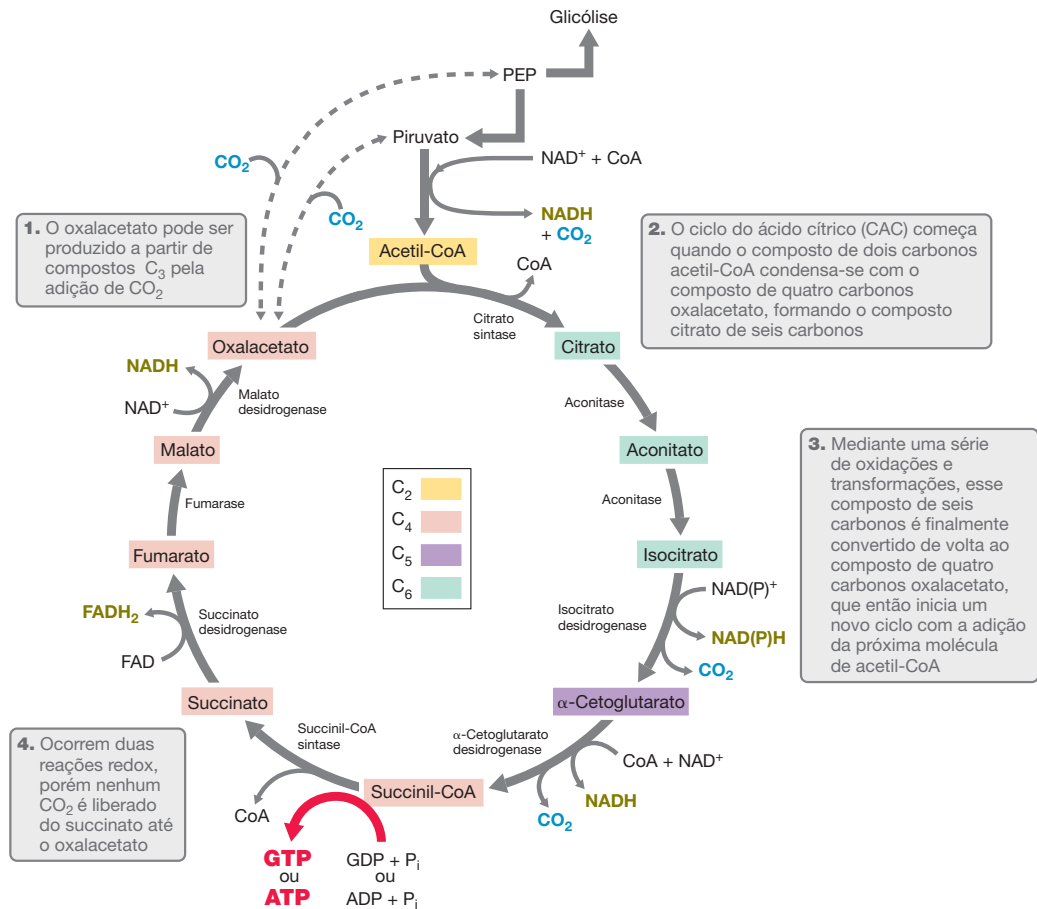 Glicólise
PEP
Piruvato
CO₂
CO₂
NAD⁺ + CoA
NADH
+ CO₂
1. O oxalacetato pode ser
produzido a partir de
compostos C₃ pela
adição de CO₂
Acetil-CoA
CoA
2. O ciclo do ácido cítrico (CAC) começa
quando o composto de dois carbonos
acetil-CoA condensa-se com o
composto de quatro carbonos
oxalacetato, formando o composto
citrato de seis carbonos
Citrato
sintase
Oxalacetato
Citrato
NADH
NAD⁺
Malato
desidrogenase
Aconitase
Malato
Aconitato
3. Mediante uma série
de oxidações e
transformações, esse
composto de seis
carbonos é finalmente
convertido de volta ao
composto de quatro
carbonos oxalacetato,
que então inicia um
novo ciclo com a adição
da próxima molécula
de acetil-CoA
C₂
C₄
C₅
C₆
Fumarase
Aconitase
Fumarato
Isocitrato
FADH₂
FAD
Succinato
desidrogenase
Isocitrato
desidrogenase
NAD(P)⁺
NAD(P)H
CO₂
Succinato
α-Cetoglutarato
4. Ocorrem duas
reações redox,
porém nenhum
CO₂ é liberado
do succinato até
o oxalacetato
Succinil-CoA
sintase
α-Cetoglutarato
desidrogenase
CoA + NAD⁺
NADH
CO₂
Succinil-CoA
CoA
GTP
ou
ATP
GDP + Pᵢ
ou
ADP + Pᵢ